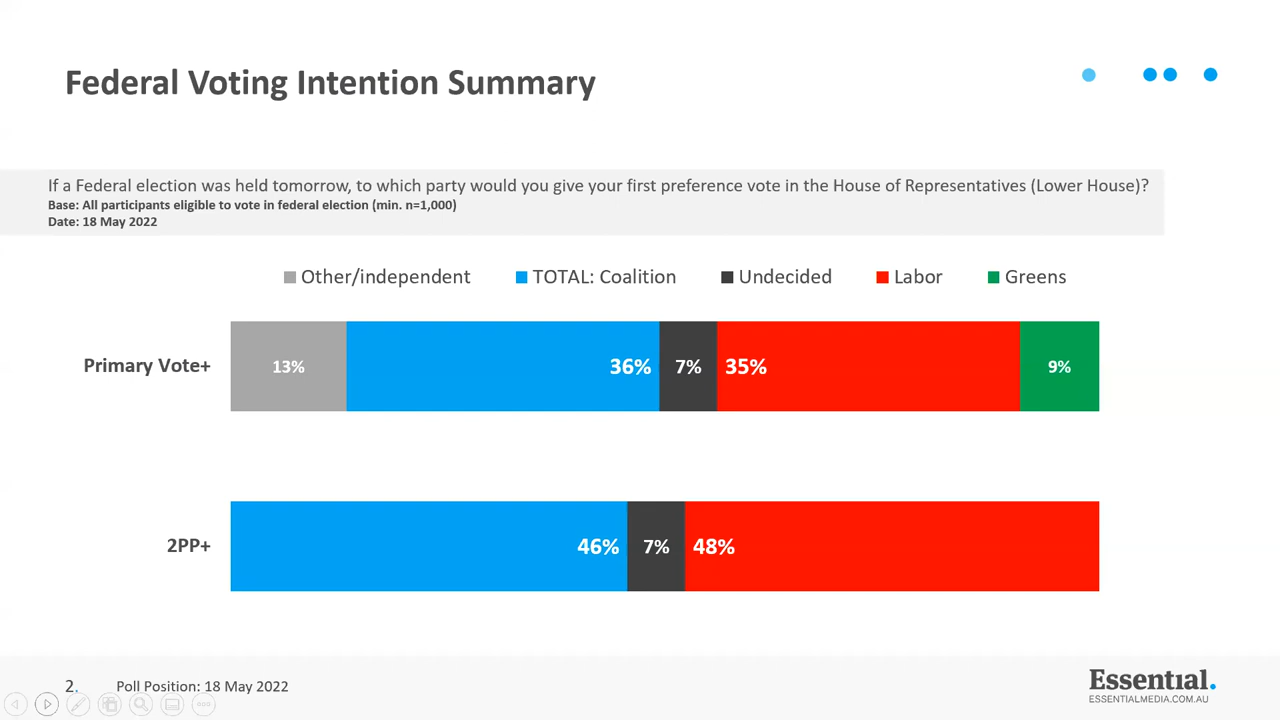 Federal Voting Intention Summary
If a Federal election was held tomorrow, to which party would you give your first preference vote in the House of Representatives (Lower House)?
Base: All participants eligible to vote in federal election (min. n=1,000)
Date: 18 May 2022
Other/independent TOTAL: Coalition Undecided Labor Greens
Primary Vote+ 13% 36% 7% 35% 9%
2PP+ 46% 7% 48%
2. Poll Position: 18 May 2022
Essential.
ESSENTIALMEDIA.COM.AU